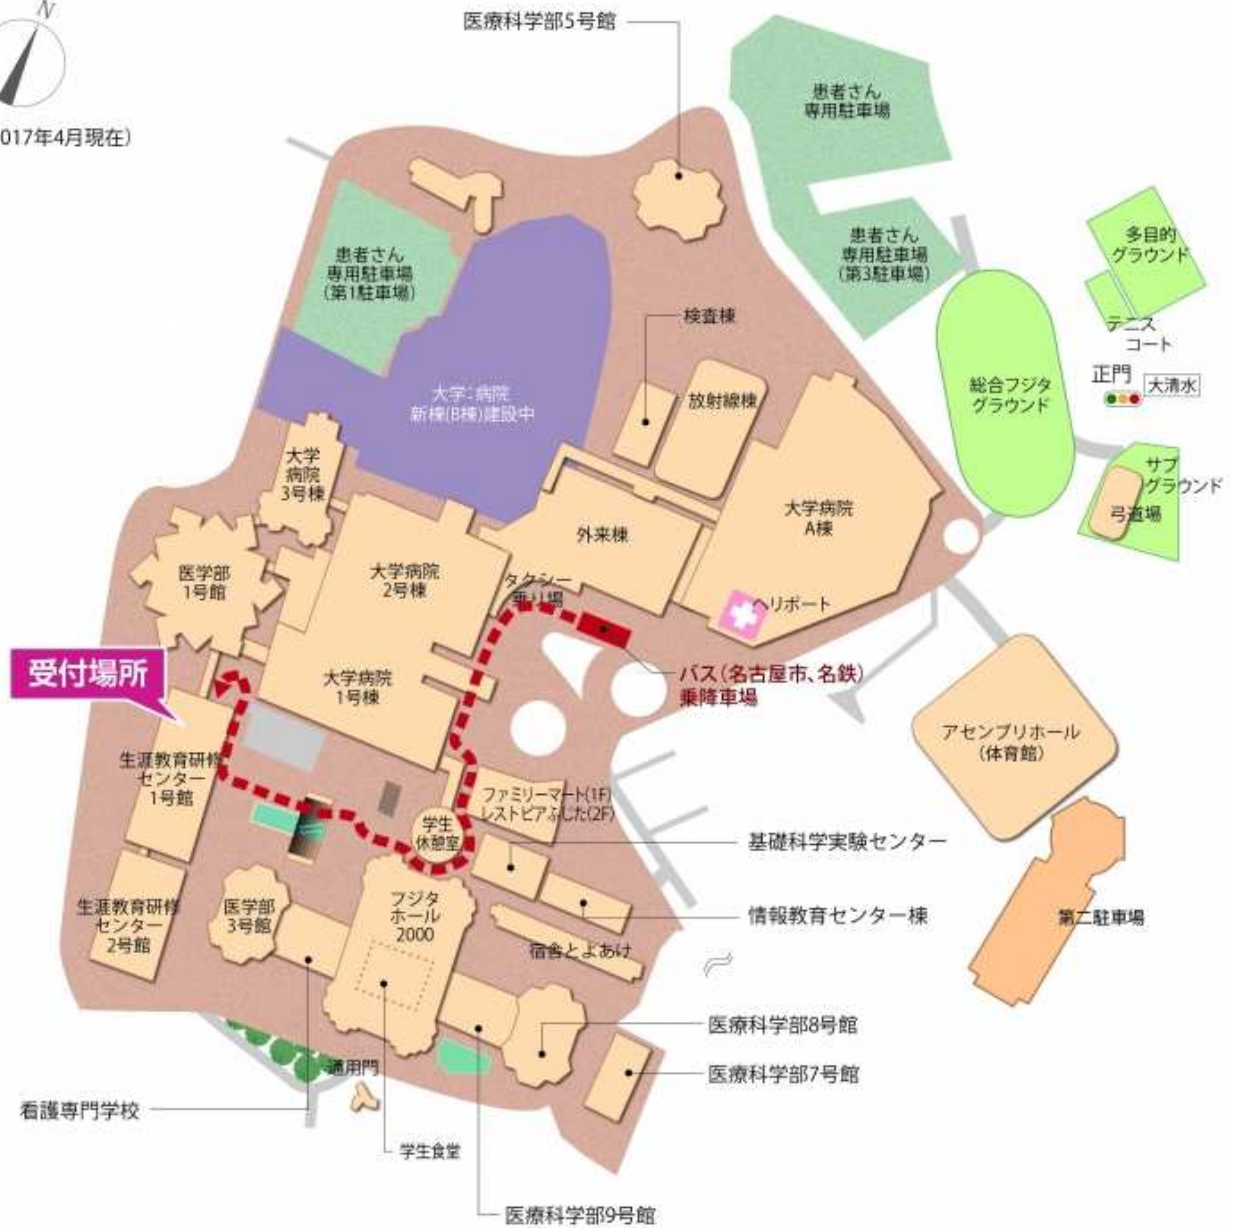 N
017年4月現在)
医療科学部5号館
患者さん
専用駐車場
患者さん
専用駐車場
(第3駐車場)
多目的
グラウンド
テニス
コート
正門
大清水
患者さん
専用駐車場
(第1駐車場)
検査棟
放射線棟
総合フジタ
グラウンド
大学:病院
新棟(B棟)建設中
サブ
グラウンド
弓道場
大学
病院
3号棟
大学病院
A棟
外来棟
医学部
1号館
大学病院
2号棟
タクシー
乗り場
ヘリポート
受付場所
大学病院
1号棟
バス(名古屋市、名鉄)
乗降車場
アセンブリホール
(体育館)
生涯教育研修
センター
1号館
ファミリーマート(1F)
レストピアふじた(2F)
学生
休憩室
基礎科学実験センター
生涯教育研修
センター
2号館
医学部
3号館
フジタ
ホール
2000
情報教育センター棟
第二駐車場
宿舎とよあけ
医療科学部8号館
通用門
医療科学部7号館
看護専門学校
学生食堂
医療科学部9号館